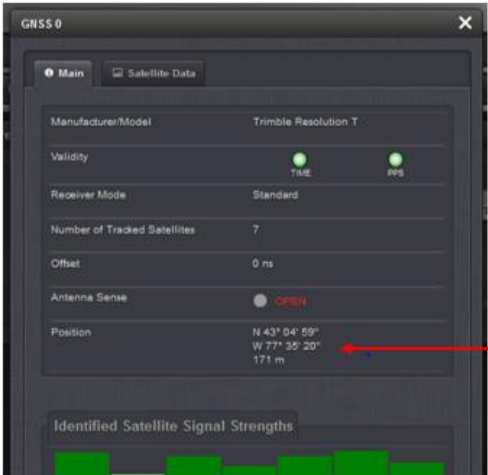 GNSS 0
Main Satellite Data
Manufacturer/Model Trimble Resolution T
Validity
TIME PPS
Receiver Mode Standard
Number of Tracked Satellites 7
Offset 0 ns
Antenna Sense OPEN
Position N 43° 04' 59"
W 77° 35' 20"
171 m
Identified Satellite Signal Strengths